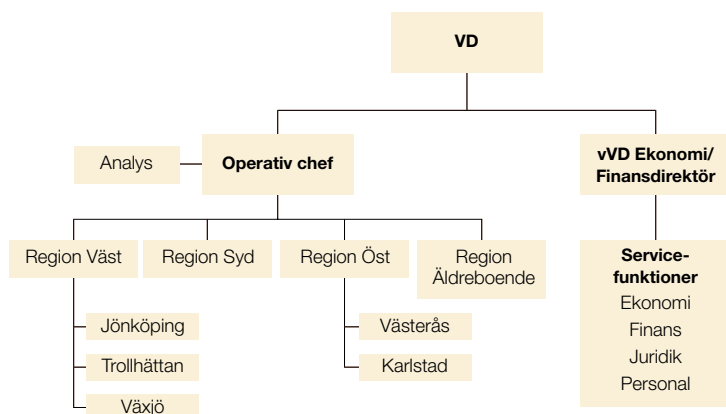 VD
Analys
Operativ chef
vVD Ekonomi/
Finansdirektör
Region Väst
Region Syd
Region Öst
Region
Äldreboende
Jönköping
Trollhättan
Växjö
Västerås
Karlstad
Service-
funktioner
Ekonomi
Finans
Juridik
Personal